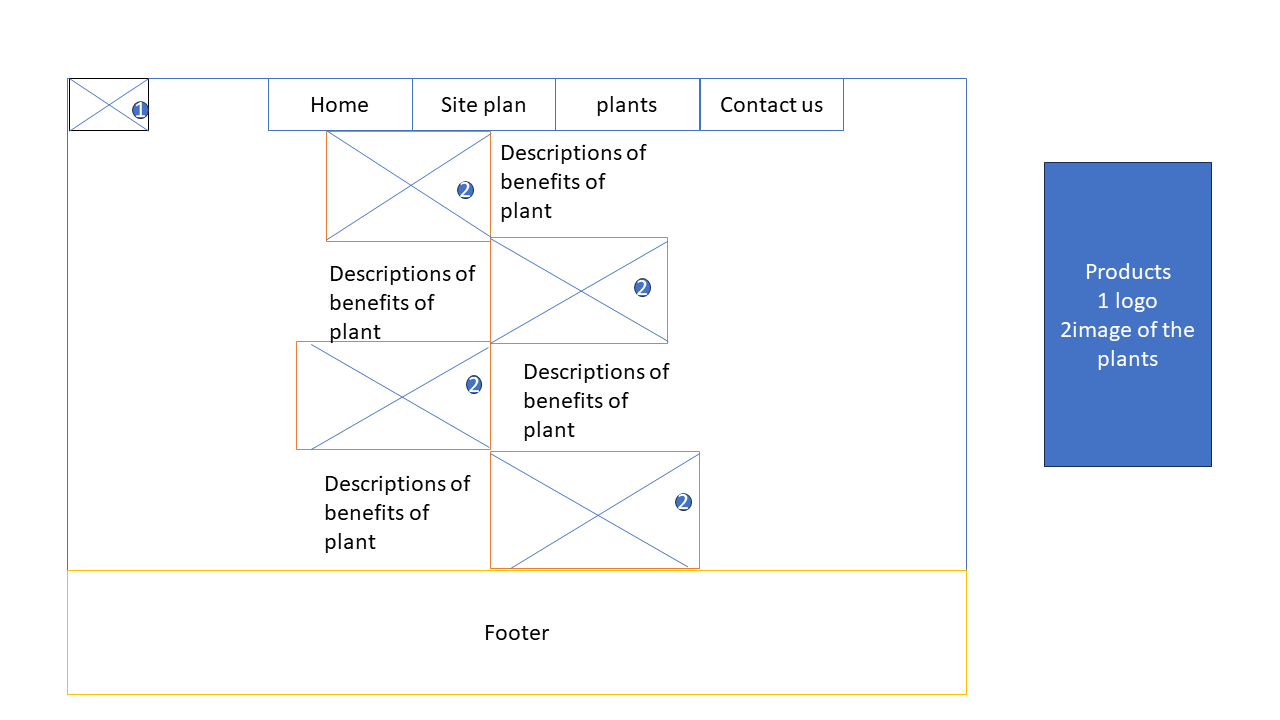 1
Home
Site plan
plants
Contact us
2
Descriptions of
benefits of
plant
Descriptions of
benefits of
plant
2
2
Descriptions of
benefits of
plant
Descriptions of
benefits of
plant
2
Footer
Products
1 logo
2image of the
plants